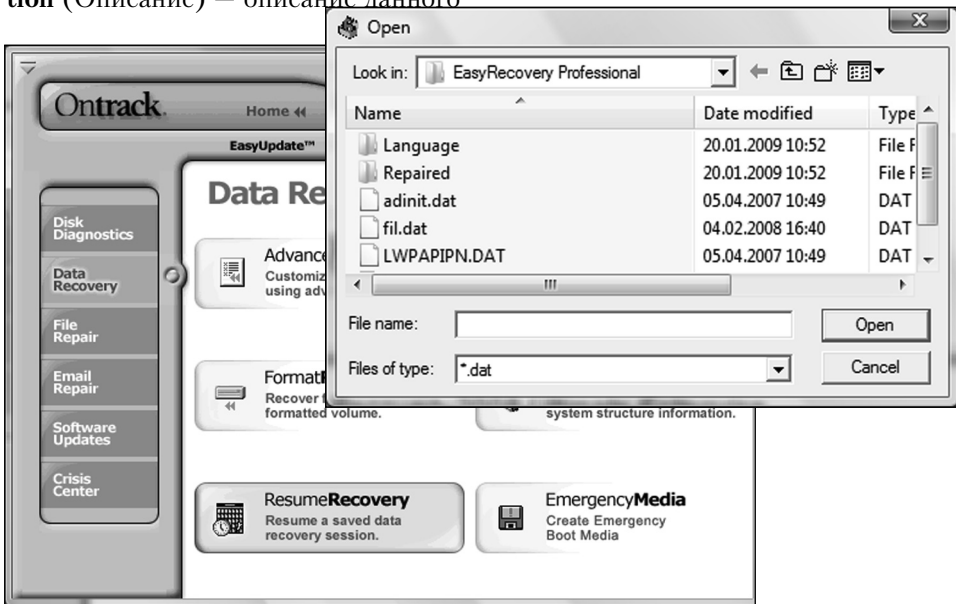 (Описание) — описание данного
Open
Look in: EasyRecovery Professional
Name Date modified Type
Language 20.01.2009 10:52 File F
Repaired 20.01.2009 10:52 File F
adinit.dat 05.04.2007 10:49 DAT
fil.dat 04.02.2008 16:40 DAT
LWPAPIPN.DAT 05.04.2007 10:49 DAT
File name: Open
Files of type: *.dat Cancel
Ontrack.
Home
EasyUpdate™
Disk
Diagnostics
Data
Recovery
File
Repair
Email
Repair
Software
Updates
Crisis
Center
Data Re
Advance
Customiz
using adv
Format
Recover
formatted volume.
system structure information.
ResumeRecovery
Resume a saved data
recovery session.
EmergencyMedia
Create Emergency
Boot Media